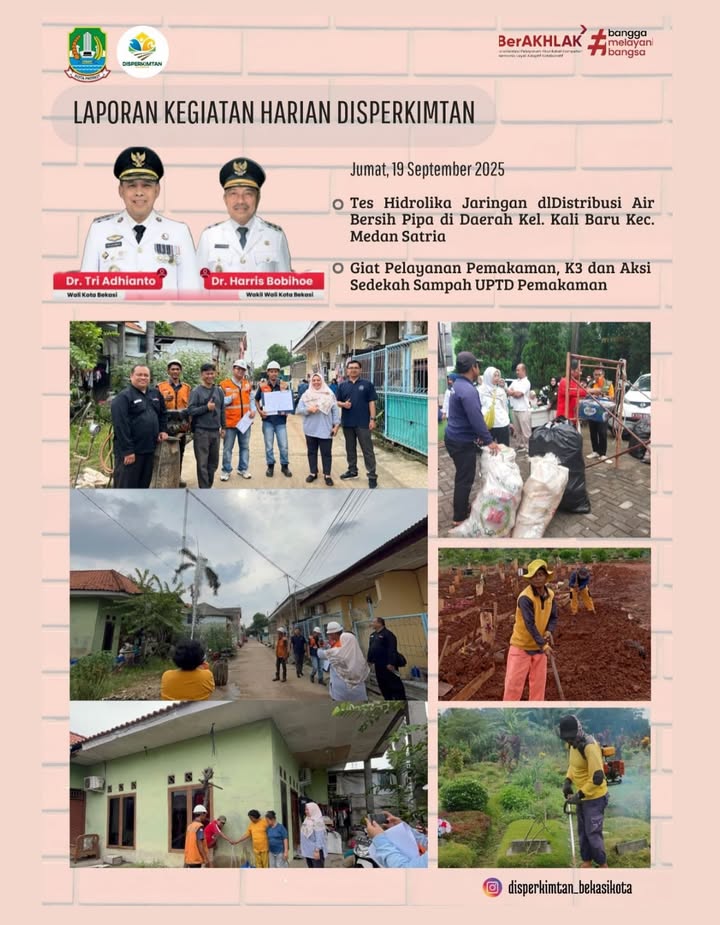 DISPERKIMTAN
BerAKHLAK
#bangga
melayani
bangsa
LAPORAN KEGIATAN HARIAN DISPERKIMTAN
Jumat, 19 September 2025
Tes Hidrolika Jaringan dlDistribusi Air
Bersih Pipa di Daerah Kel. Kali Baru Kec.
Medan Satria
Giat Pelayanan Pemakaman, K3 dan Aksi
Sedekah Sampah UPTD Pemakaman
Dr. Tri Adhianto
Wali Kota Bekasi
Dr. Harris Bobihoe
Wakil Wali Kota Bekasi
disperkimtan_bekasikota